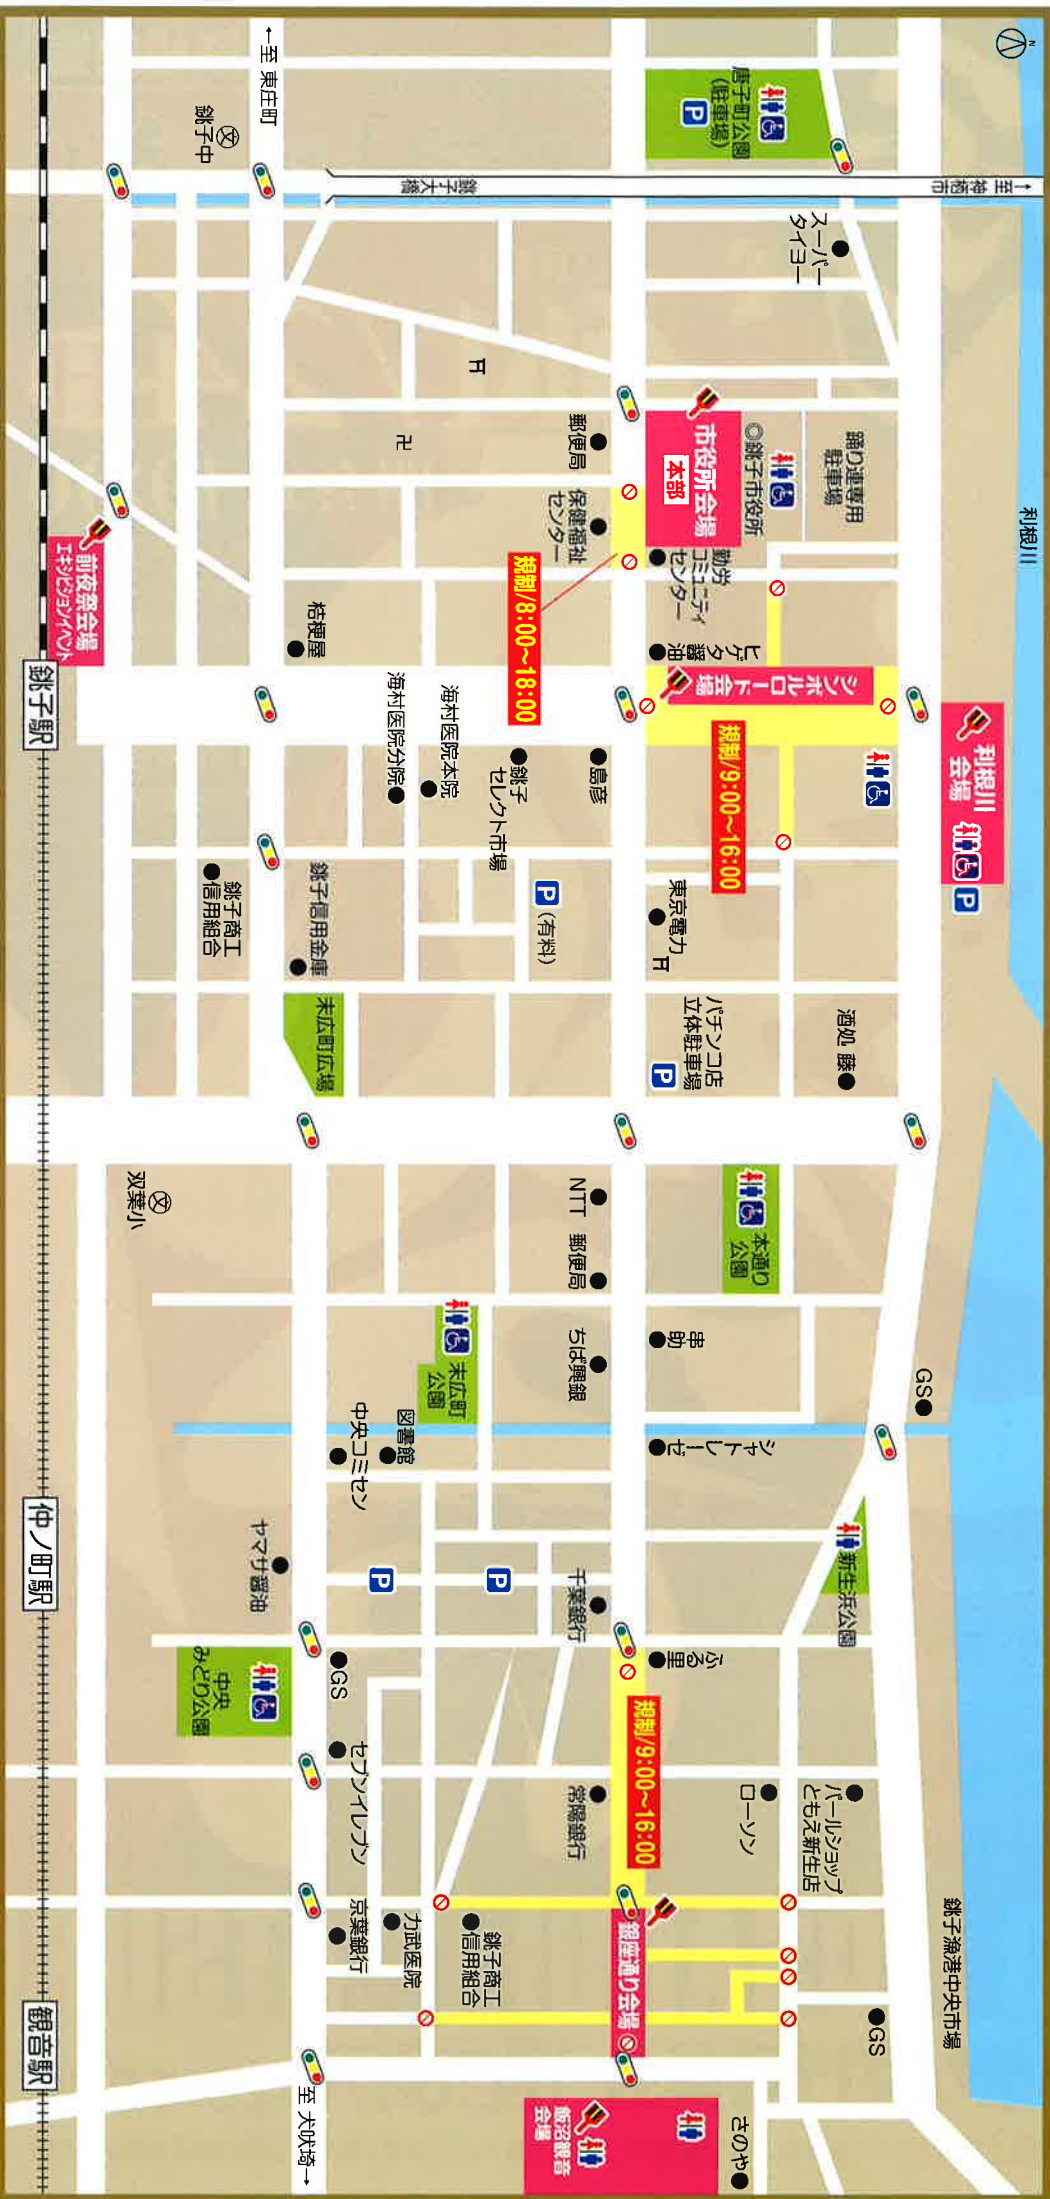 N
利根川
←至 東庄町
銚子中
唐子町公園
(駐車場)
P
銚子大橋
至 神栖市→
スーパー
タイヨー
郵便局
市役所会場
本部
◎銚子市役所
踊り連専用
駐車場
保健福祉
センター
勤労
コミュニティ
センター
規制/8:00〜18:00
前夜祭会場
エキシビションイベント
桔梗屋
ヒゲタ
醤油
シンボルロード会場
規制/9:00〜16:00
利根川
会場
P
銚子駅
海村医院分院
海村医院本院
銚子
セレクト市場
島彦
P
(有料)
銚子商工
信用組合
銚子信用金庫
末広町広場
東京電力
パチンコ店
立体駐車場
P
酒処 藤
双葉小
NTT
郵便局
本通り
公園
ちば興銀
串助
GS
末広町
公園
図書館
中央コミセン
シャトレーゼ
仲ノ町駅
ヤマサ醤油
P
P
千葉銀行
新生浜公園
ふる里
GS
中央
みどり公園
規制/9:00〜16:00
セブンイレブン
常陽銀行
ローソン
パールショップ
ともえ新生店
京葉銀行
力武医院
銚子商工
信用組合
銀座通り会場
銚子漁港中央市場
GS
観音駅
至 犬吠埼→
飯沼観音
会場
さのや